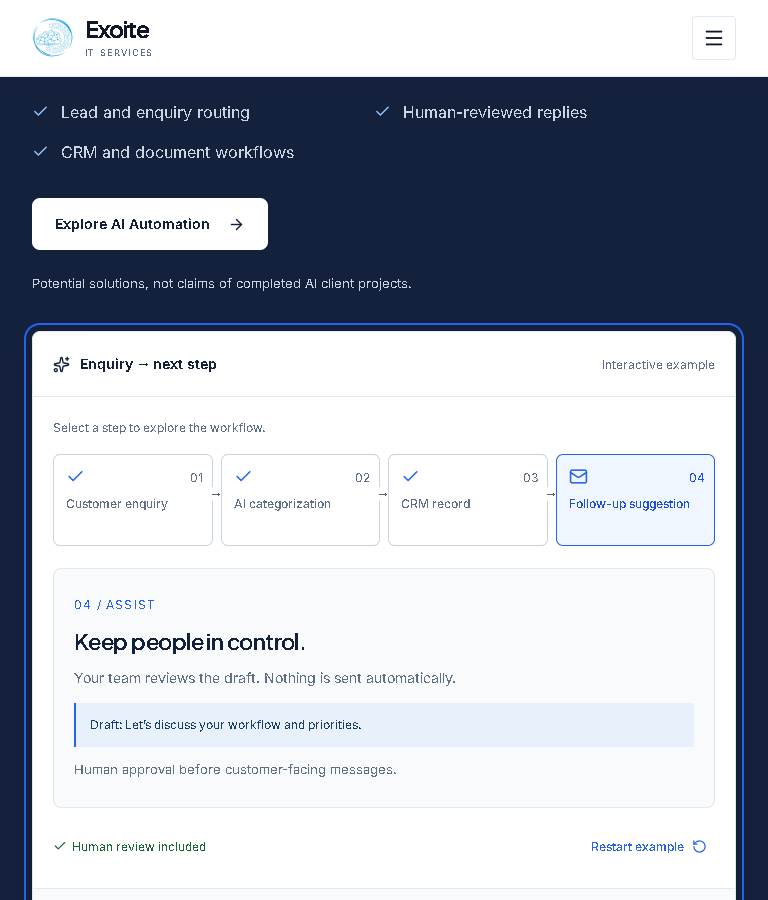 Exoite
IT SERVICES
Lead and enquiry routing
Human-reviewed replies
CRM and document workflows
Explore AI Automation →
Potential solutions, not claims of completed AI client projects.
Enquiry → next step
Interactive example
Select a step to explore the workflow.
01
Customer enquiry
→
02
AI categorization
→
03
CRM record
→
04
Follow-up suggestion
04 / ASSIST
Keep people in control.
Your team reviews the draft. Nothing is sent automatically.
Draft: Let's discuss your workflow and priorities.
Human approval before customer-facing messages.
Human review included
Restart example